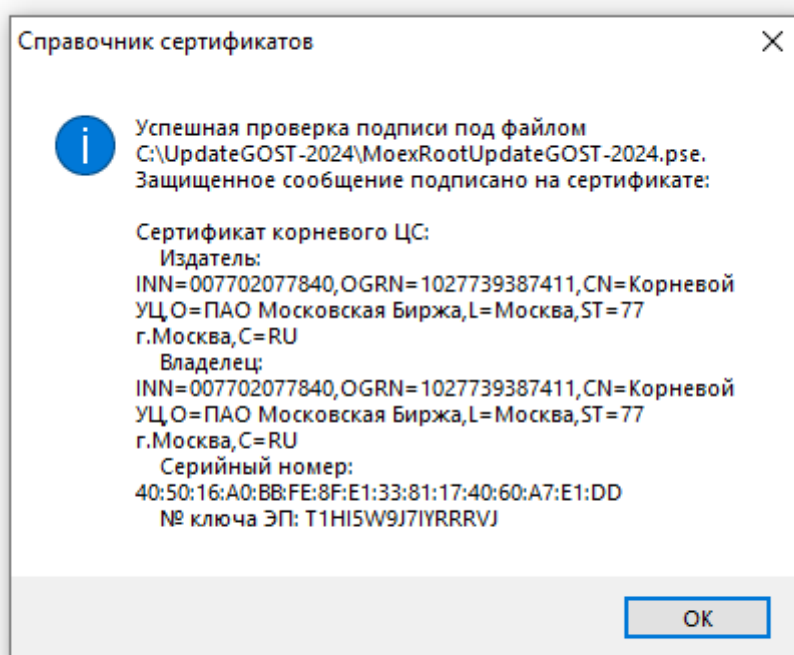 Справочник сертификатов
Успешная проверка подписи под файлом
C:\UpdateGOST-2024\MoexRootUpdateGOST-2024.pse.
Защищенное сообщение подписано на сертификате:
Сертификат корневого ЦС:
Издатель:
INN=007702077840,OGRN=1027739387411,CN=Корневой
УЦ,O=ПАО Московская Биржа,L=Москва,ST=77
г.Москва,C=RU
Владелец:
INN=007702077840,OGRN=1027739387411,CN=Корневой
УЦ,O=ПАО Московская Биржа,L=Москва,ST=77
г.Москва,C=RU
Серийный номер:
40:50:16:A0:BB:FE:8F:E1:33:81:17:40:60:A7:E1:DD
№ ключа ЭП: T1HI5W9J7IYRRRVJ
OK